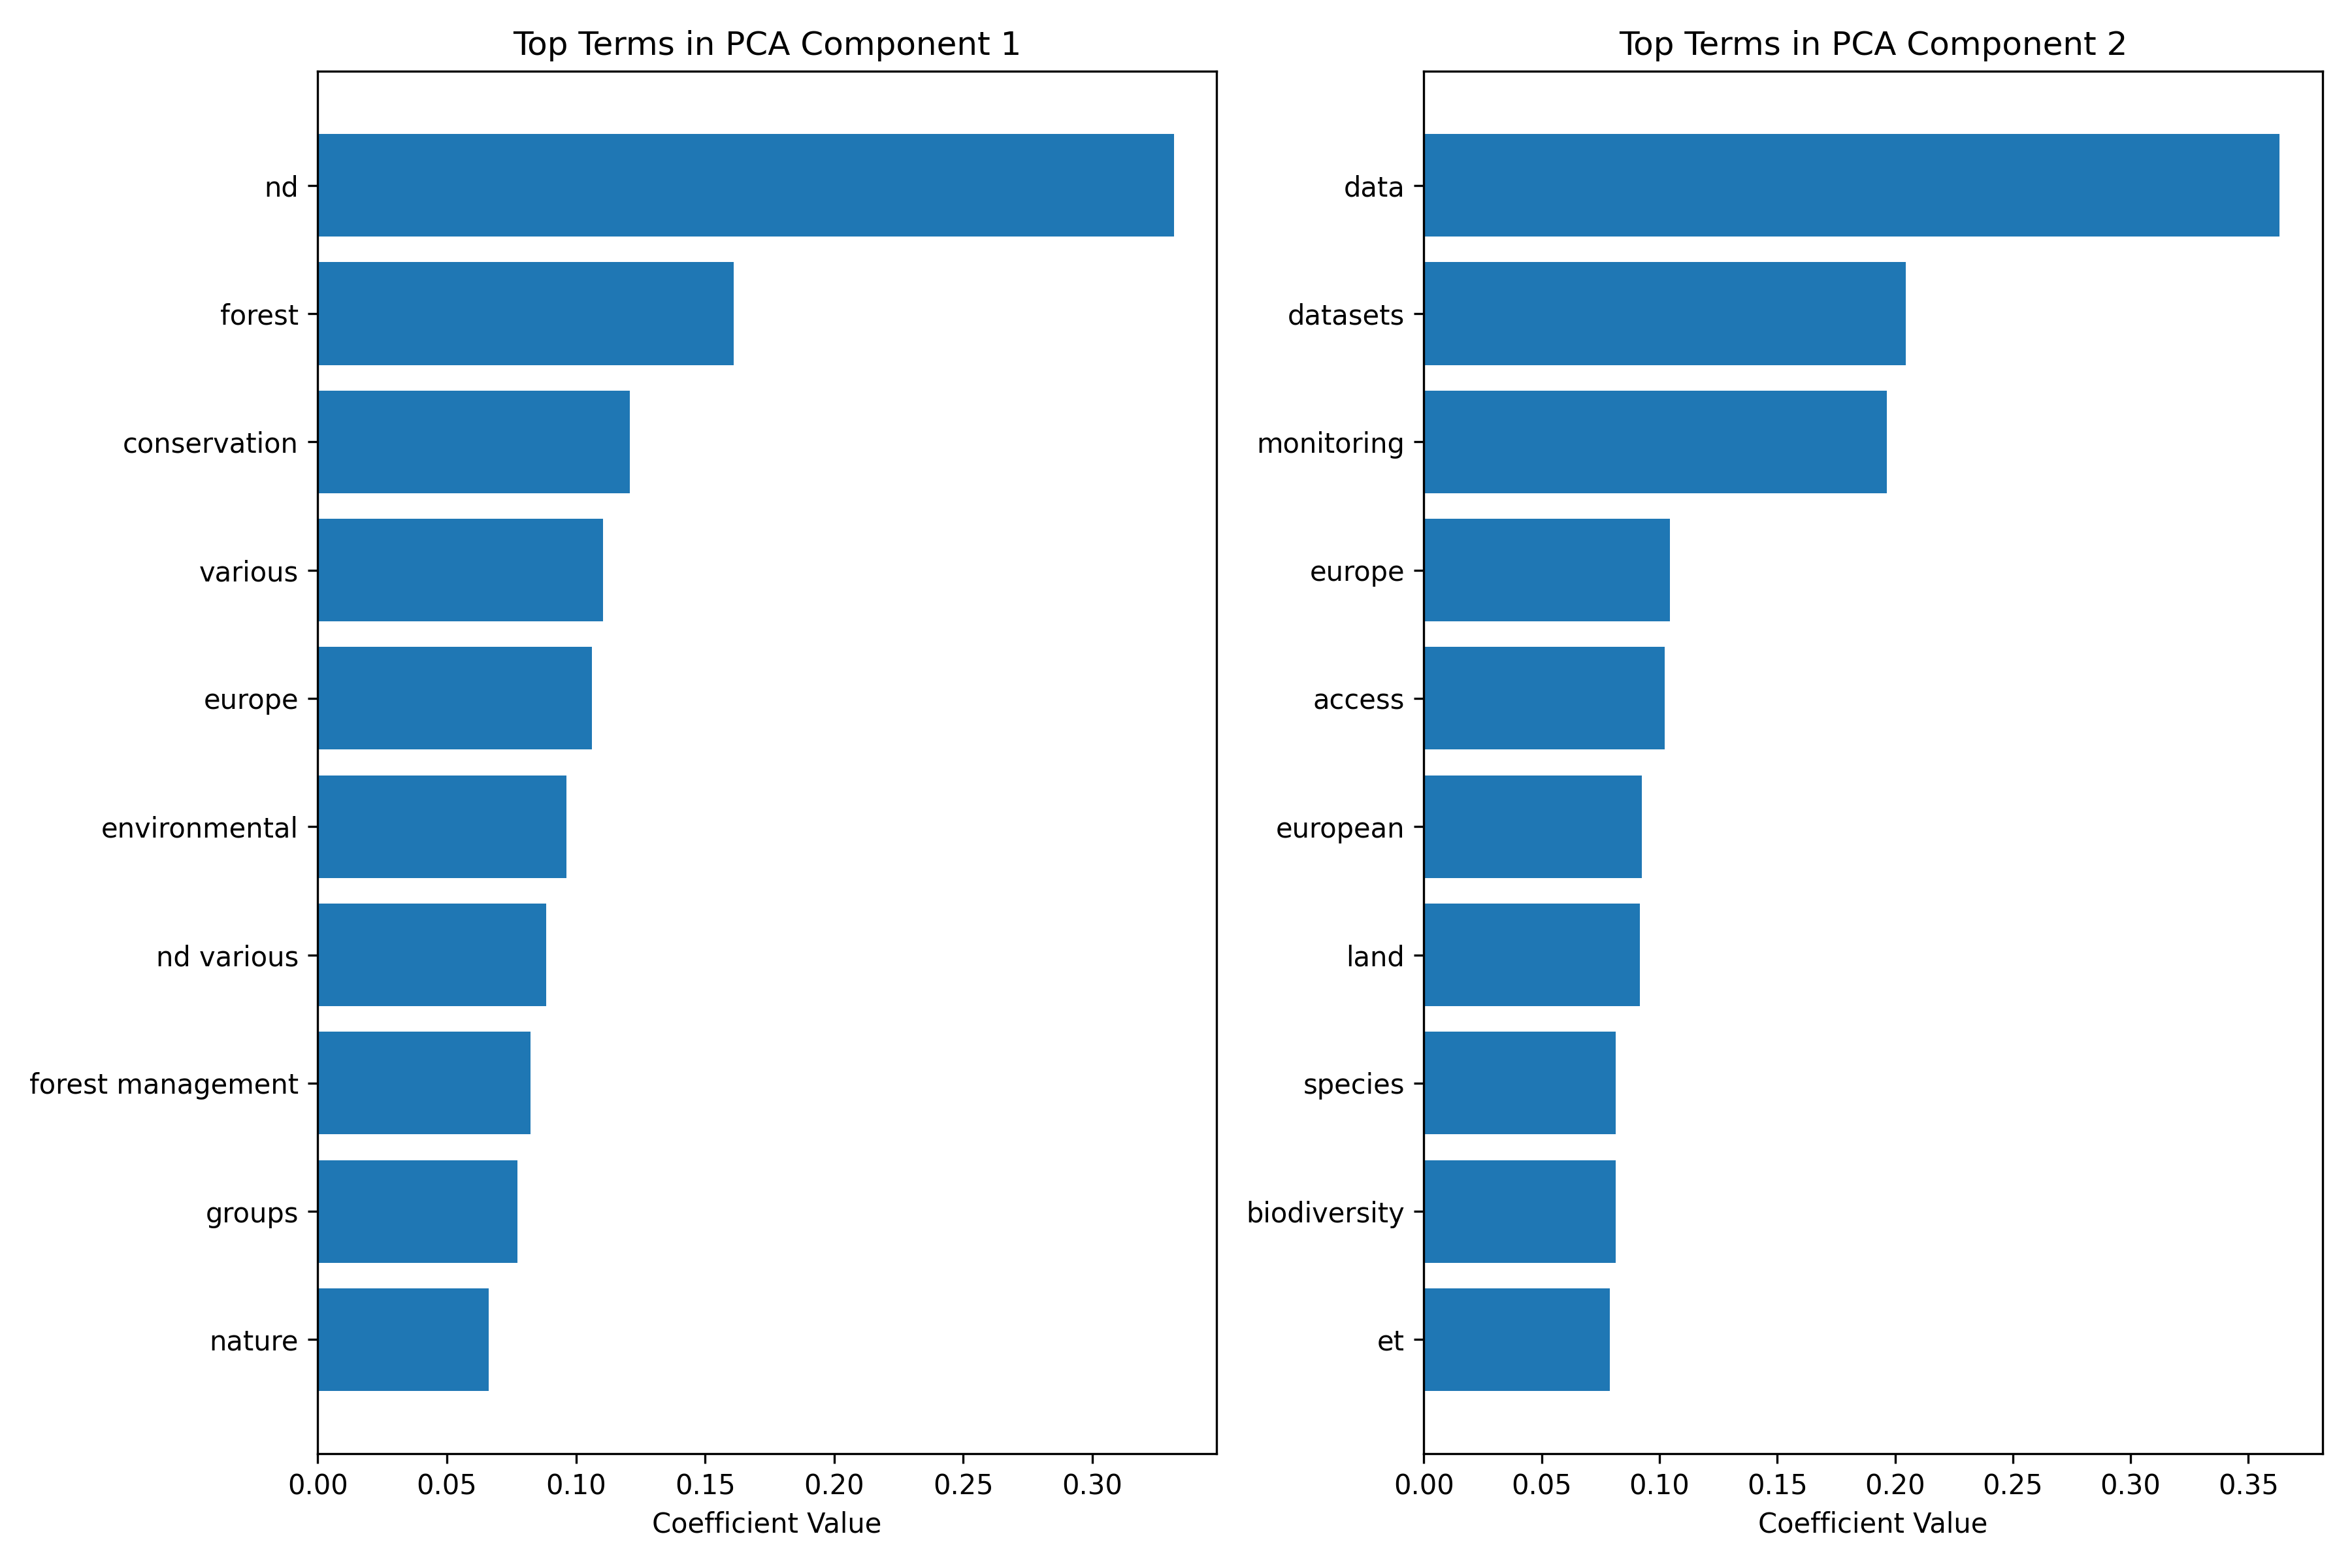 Top Terms in PCA Component 1
nd
forest
conservation
various
europe
environmental
nd various
forest management
groups
nature
0.00 0.05 0.10 0.15 0.20 0.25 0.30
Coefficient Value
Top Terms in PCA Component 2
data
datasets
monitoring
europe
access
european
land
species
biodiversity
et
0.00 0.05 0.10 0.15 0.20 0.25 0.30 0.35
Coefficient Value